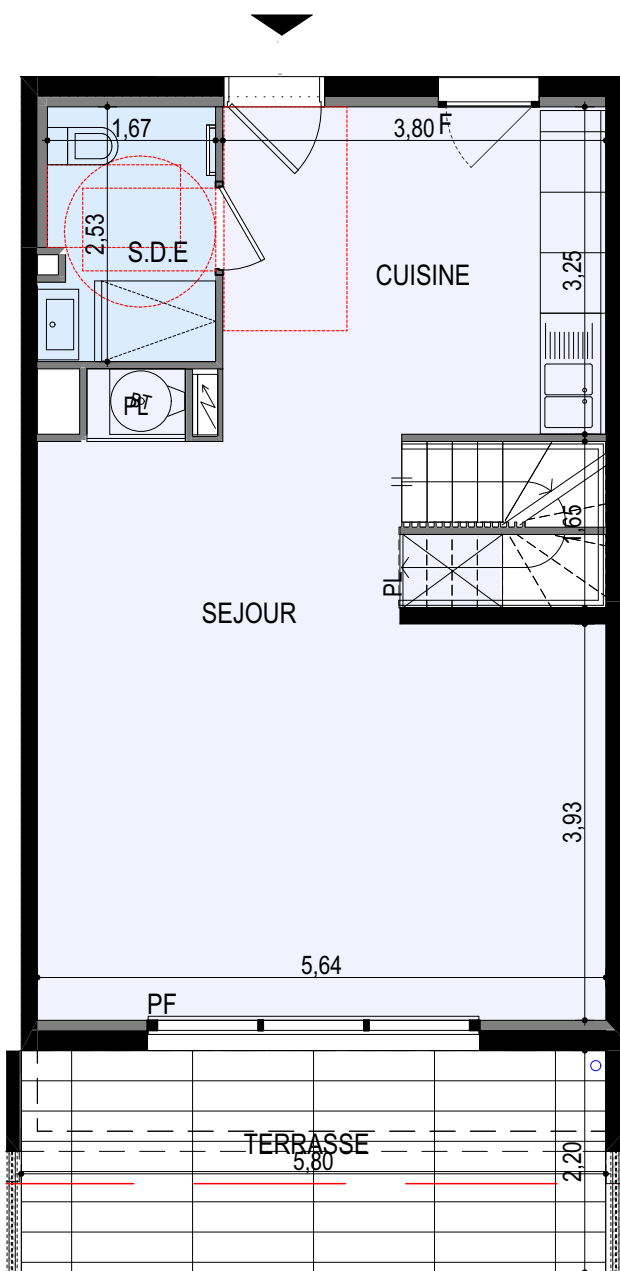 1,67
3,80
F
2,53
S.D.E
CUISINE
3,25
PL
1,65
PL
SEJOUR
3,93
5,64
PF
TERRASSE
5,80
2,20